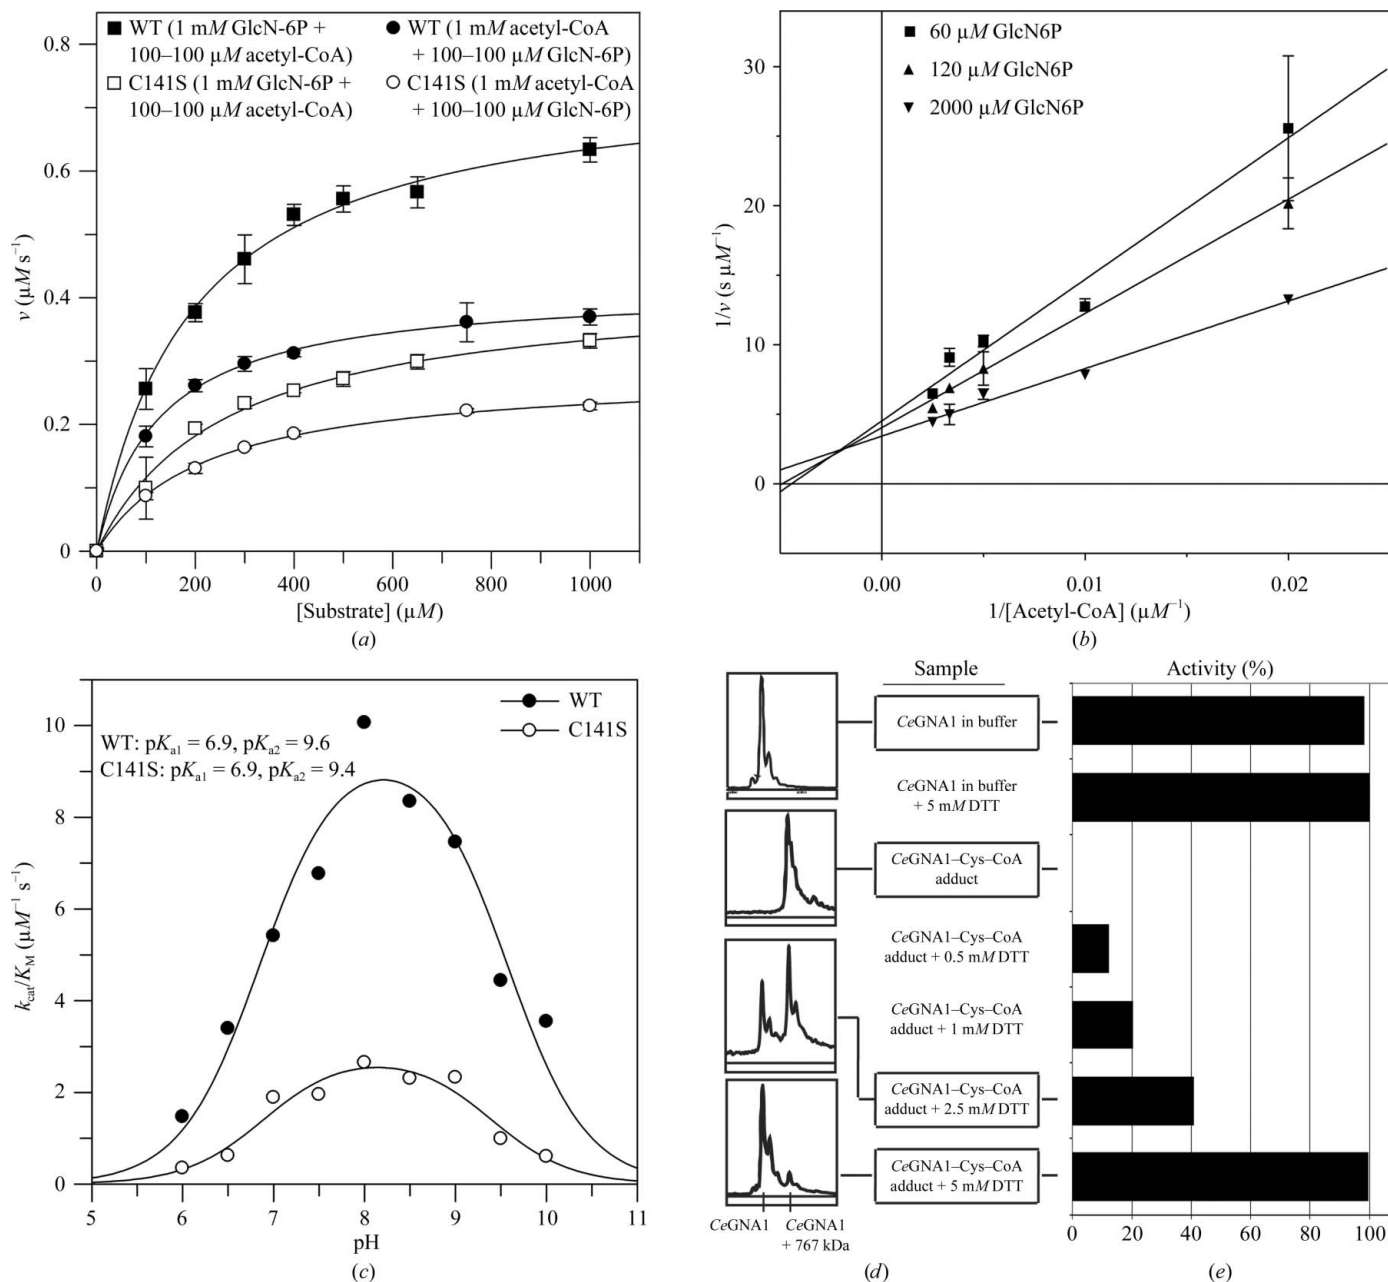 WT (1 mM GlcN-6P +
100–100 µM acetyl-CoA)
C141S (1 mM GlcN-6P +
100–100 µM acetyl-CoA)
WT (1 mM acetyl-CoA
+ 100–100 µM GlcN-6P)
C141S (1 mM acetyl-CoA
+ 100–100 µM GlcN-6P)
0.8
0.6
0.4
0.2
0
v (µM s⁻¹)
0 200 400 600 800 1000
[Substrate] (µM)
(a)
60 µM GlcN6P
120 µM GlcN6P
2000 µM GlcN6P
30
20
10
0
1/v (s µM⁻¹)
0.00 0.01 0.02
1/[Acetyl-CoA] (µM⁻¹)
(b)
WT
C141S
WT: pKa1 = 6.9, pKa2 = 9.6
C141S: pKa1 = 6.9, pKa2 = 9.4
10
8
6
4
2
0
kcat/KM (µM⁻¹ s⁻¹)
5 6 7 8 9 10 11
pH
(c)
Sample
CeGNA1 in buffer
CeGNA1 in buffer
+ 5 mM DTT
CeGNA1–Cys–CoA
adduct
CeGNA1–Cys–CoA
adduct + 0.5 mM DTT
CeGNA1–Cys–CoA
adduct + 1 mM DTT
CeGNA1–Cys–CoA
adduct + 2.5 mM DTT
CeGNA1–Cys–CoA
adduct + 5 mM DTT
CeGNA1
CeGNA1
+ 767 kDa
(d)
Activity (%)
0 20 40 60 80 100
(e)